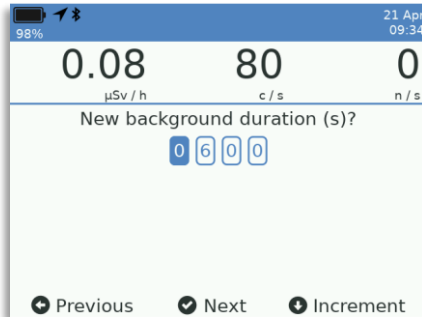 21 Apr
98%
09:34
0.08 80 0
µSv / h c / s n / s
New background duration (s)?
0 6 0 0
Previous Next Increment